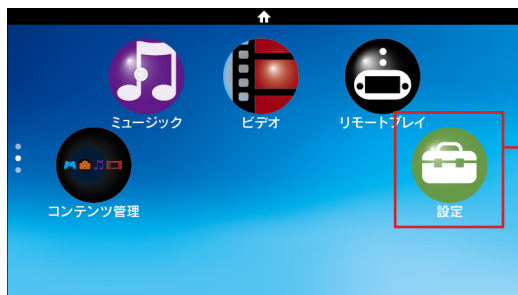 ミュージック
ビデオ
リモートプレイ
コンテンツ管理
設定